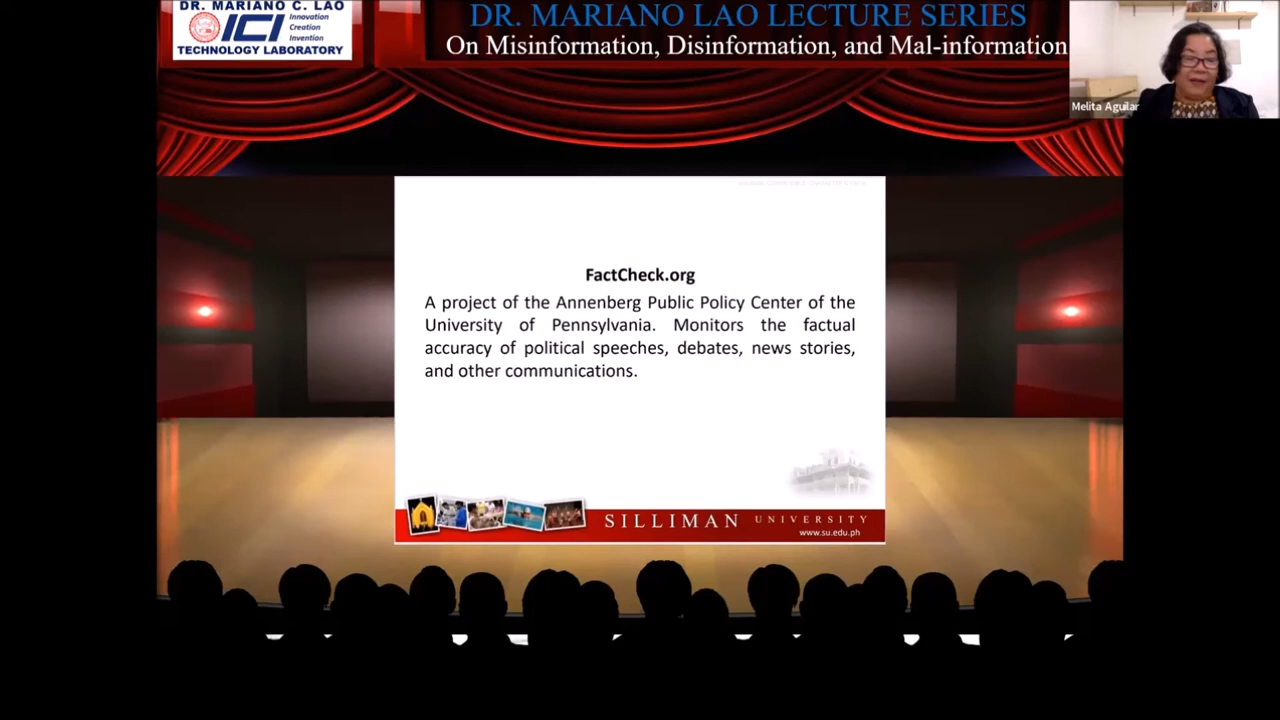 DR. MARIANO C. LAO
ICI
Innovation
Creation
Invention
TECHNOLOGY LABORATORY
DR. MARIANO LAO LECTURE SERIES
On Misinformation, Disinformation, and Mal-information
Melita Aguilar
FactCheck.org
A project of the Annenberg Public Policy Center of the
University of Pennsylvania. Monitors the factual
accuracy of political speeches, debates, news stories,
and other communications.
SILLIMAN UNIVERSITY
www.su.edu.ph